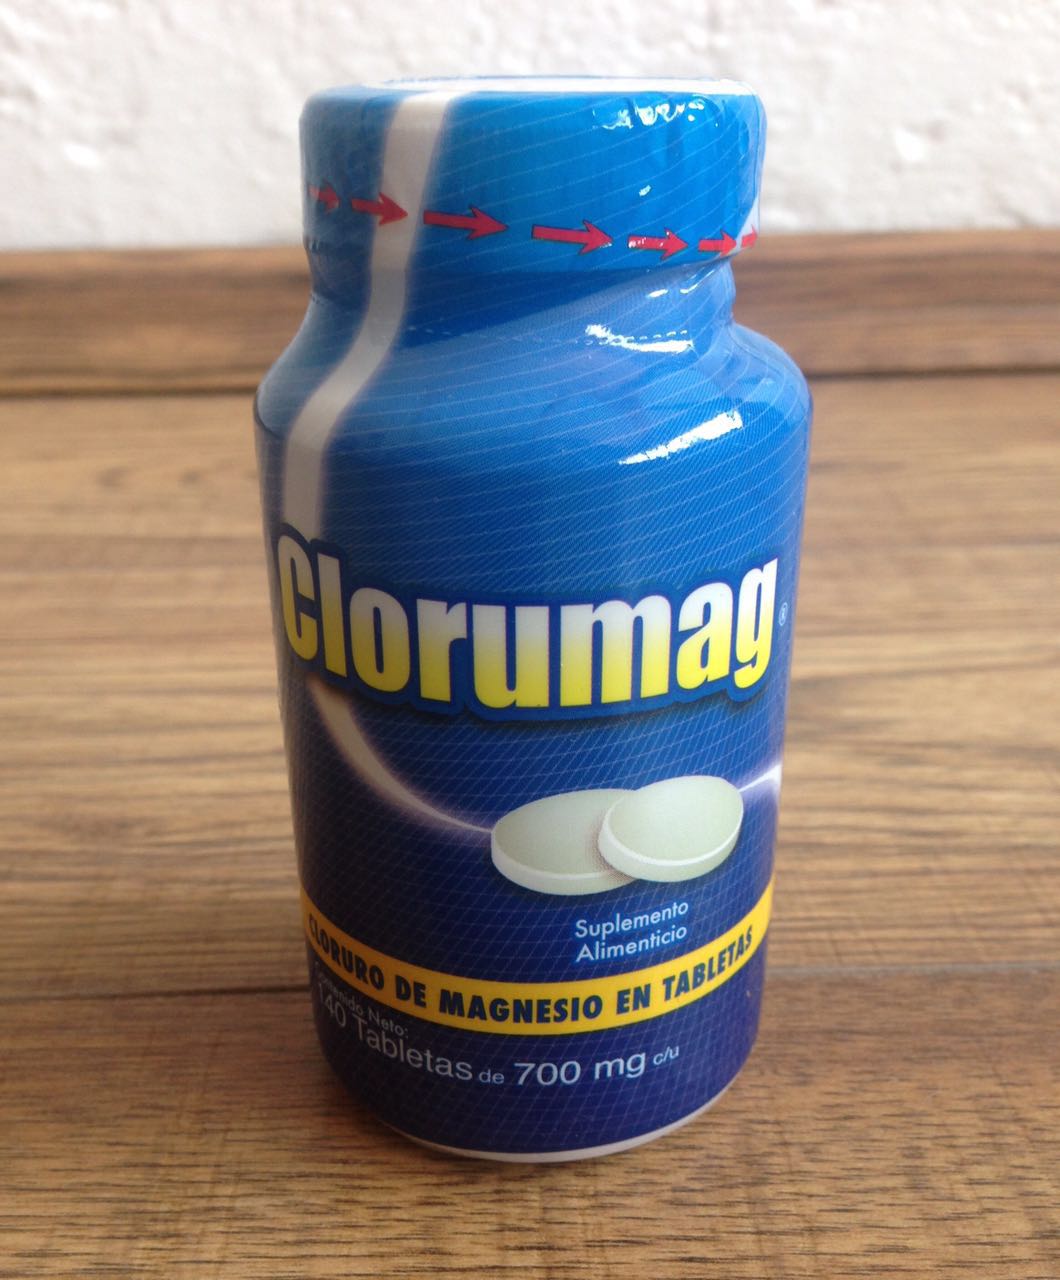 Clorumag®
Suplemento
Alimenticio
CLORURO DE MAGNESIO EN TABLETAS
Contenido Neto:
140 Tabletas de 700 mg c/u